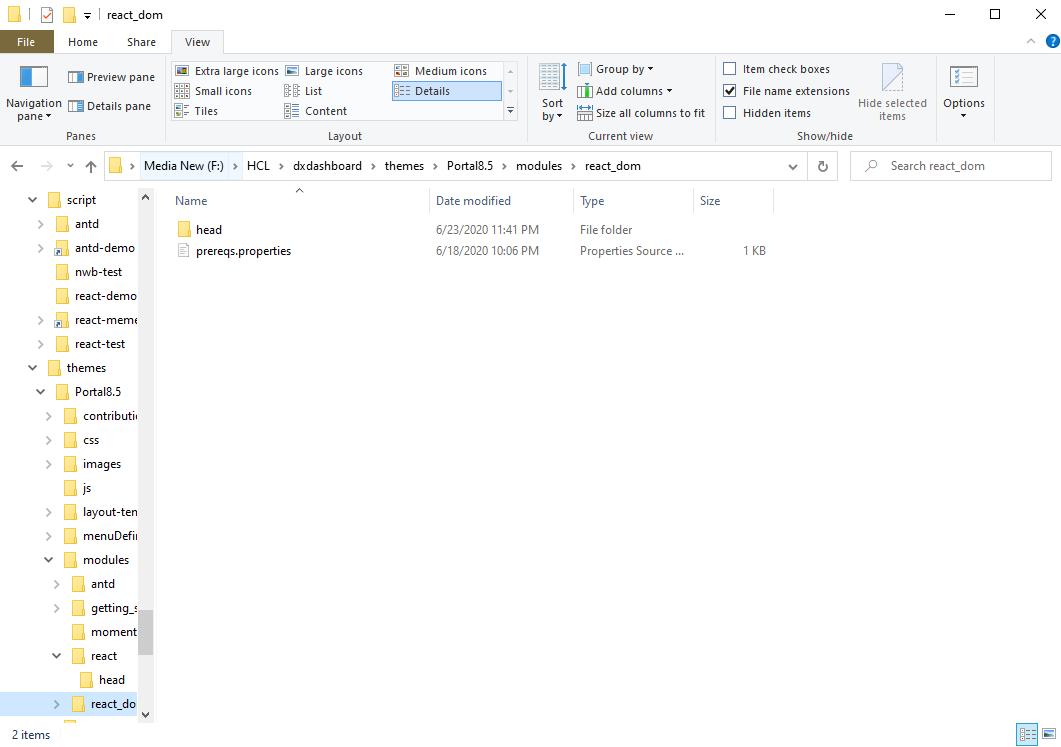 react_dom
File Home Share View
Navigation pane
Preview pane
Details pane
Panes
Extra large icons Large icons Medium icons
Small icons List Details
Tiles Content
Layout
Sort by
Group by
Add columns
Size all columns to fit
Current view
Item check boxes
File name extensions
Hidden items
Hide selected items
Show/hide
Options
Media New (F:) HCL dxdashboard themes Portal8.5 modules react_dom
Search react_dom
script
antd
antd-demo
nwb-test
react-demo
react-meme
react-test
themes
Portal8.5
contributi
css
images
js
layout-ten
menuDefi
modules
antd
getting_s
moment
react
head
react_do
Name Date modified Type Size
head 6/23/2020 11:41 PM File folder
prereqs.properties 6/18/2020 10:06 PM Properties Source ... 1 KB
2 items